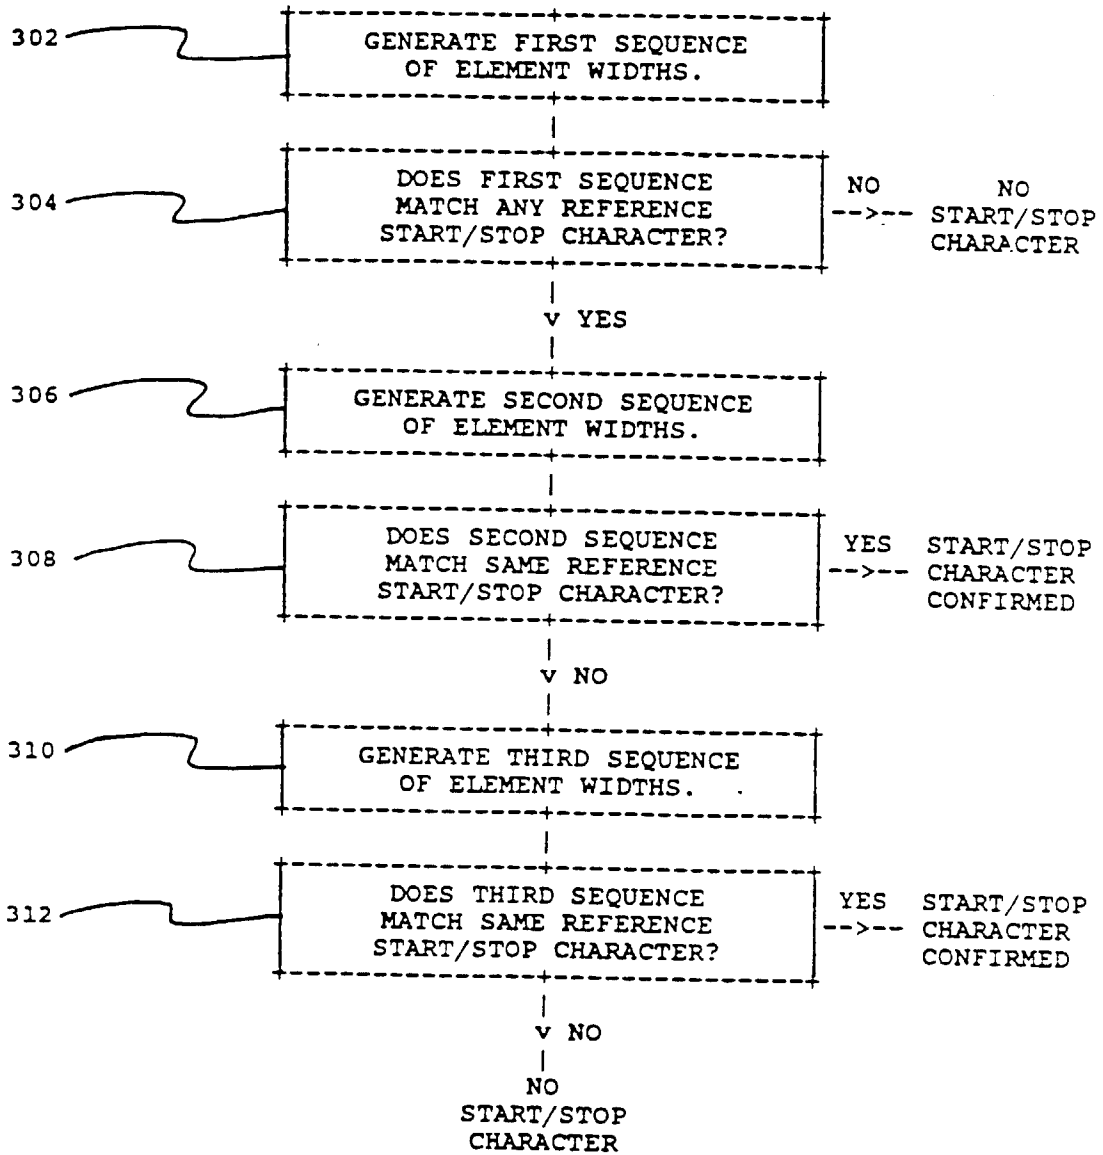 302
GENERATE FIRST SEQUENCE
OF ELEMENT WIDTHS.
304
DOES FIRST SEQUENCE
MATCH ANY REFERENCE
START/STOP CHARACTER?
NO
-->--
NO
START/STOP
CHARACTER
v YES
306
GENERATE SECOND SEQUENCE
OF ELEMENT WIDTHS.
308
DOES SECOND SEQUENCE
MATCH SAME REFERENCE
START/STOP CHARACTER?
YES
-->--
START/STOP
CHARACTER
CONFIRMED
v NO
310
GENERATE THIRD SEQUENCE
OF ELEMENT WIDTHS.
312
DOES THIRD SEQUENCE
MATCH SAME REFERENCE
START/STOP CHARACTER?
YES
-->--
START/STOP
CHARACTER
CONFIRMED
v NO
NO
START/STOP
CHARACTER